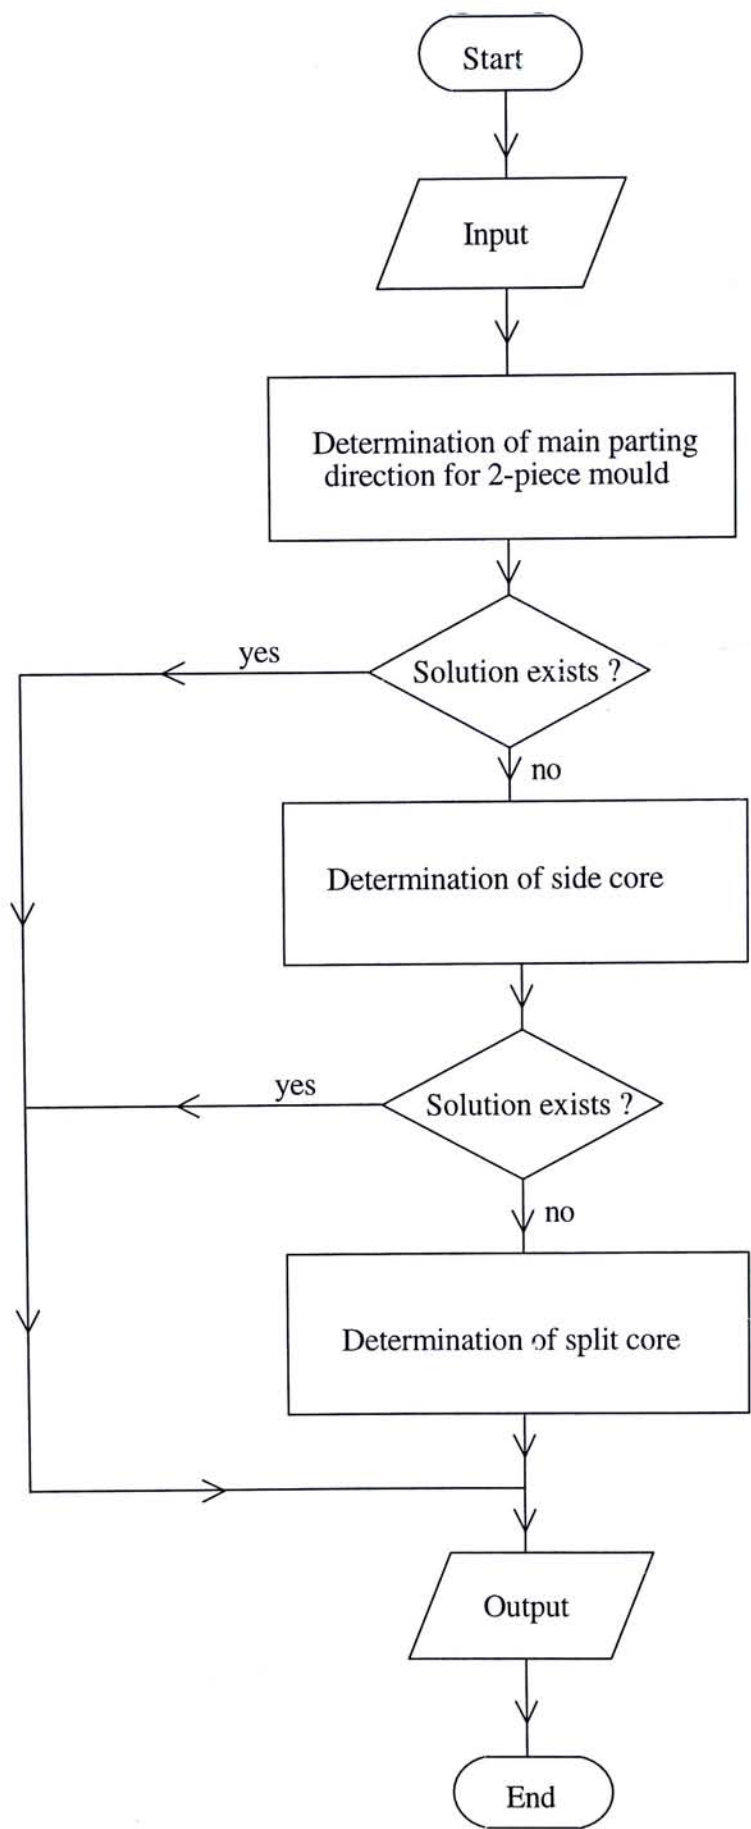 Start
Input
Determination of main parting
direction for 2-piece mould
yes
Solution exists ?
no
Determination of side core
yes
Solution exists ?
no
Determination of split core
Output
End